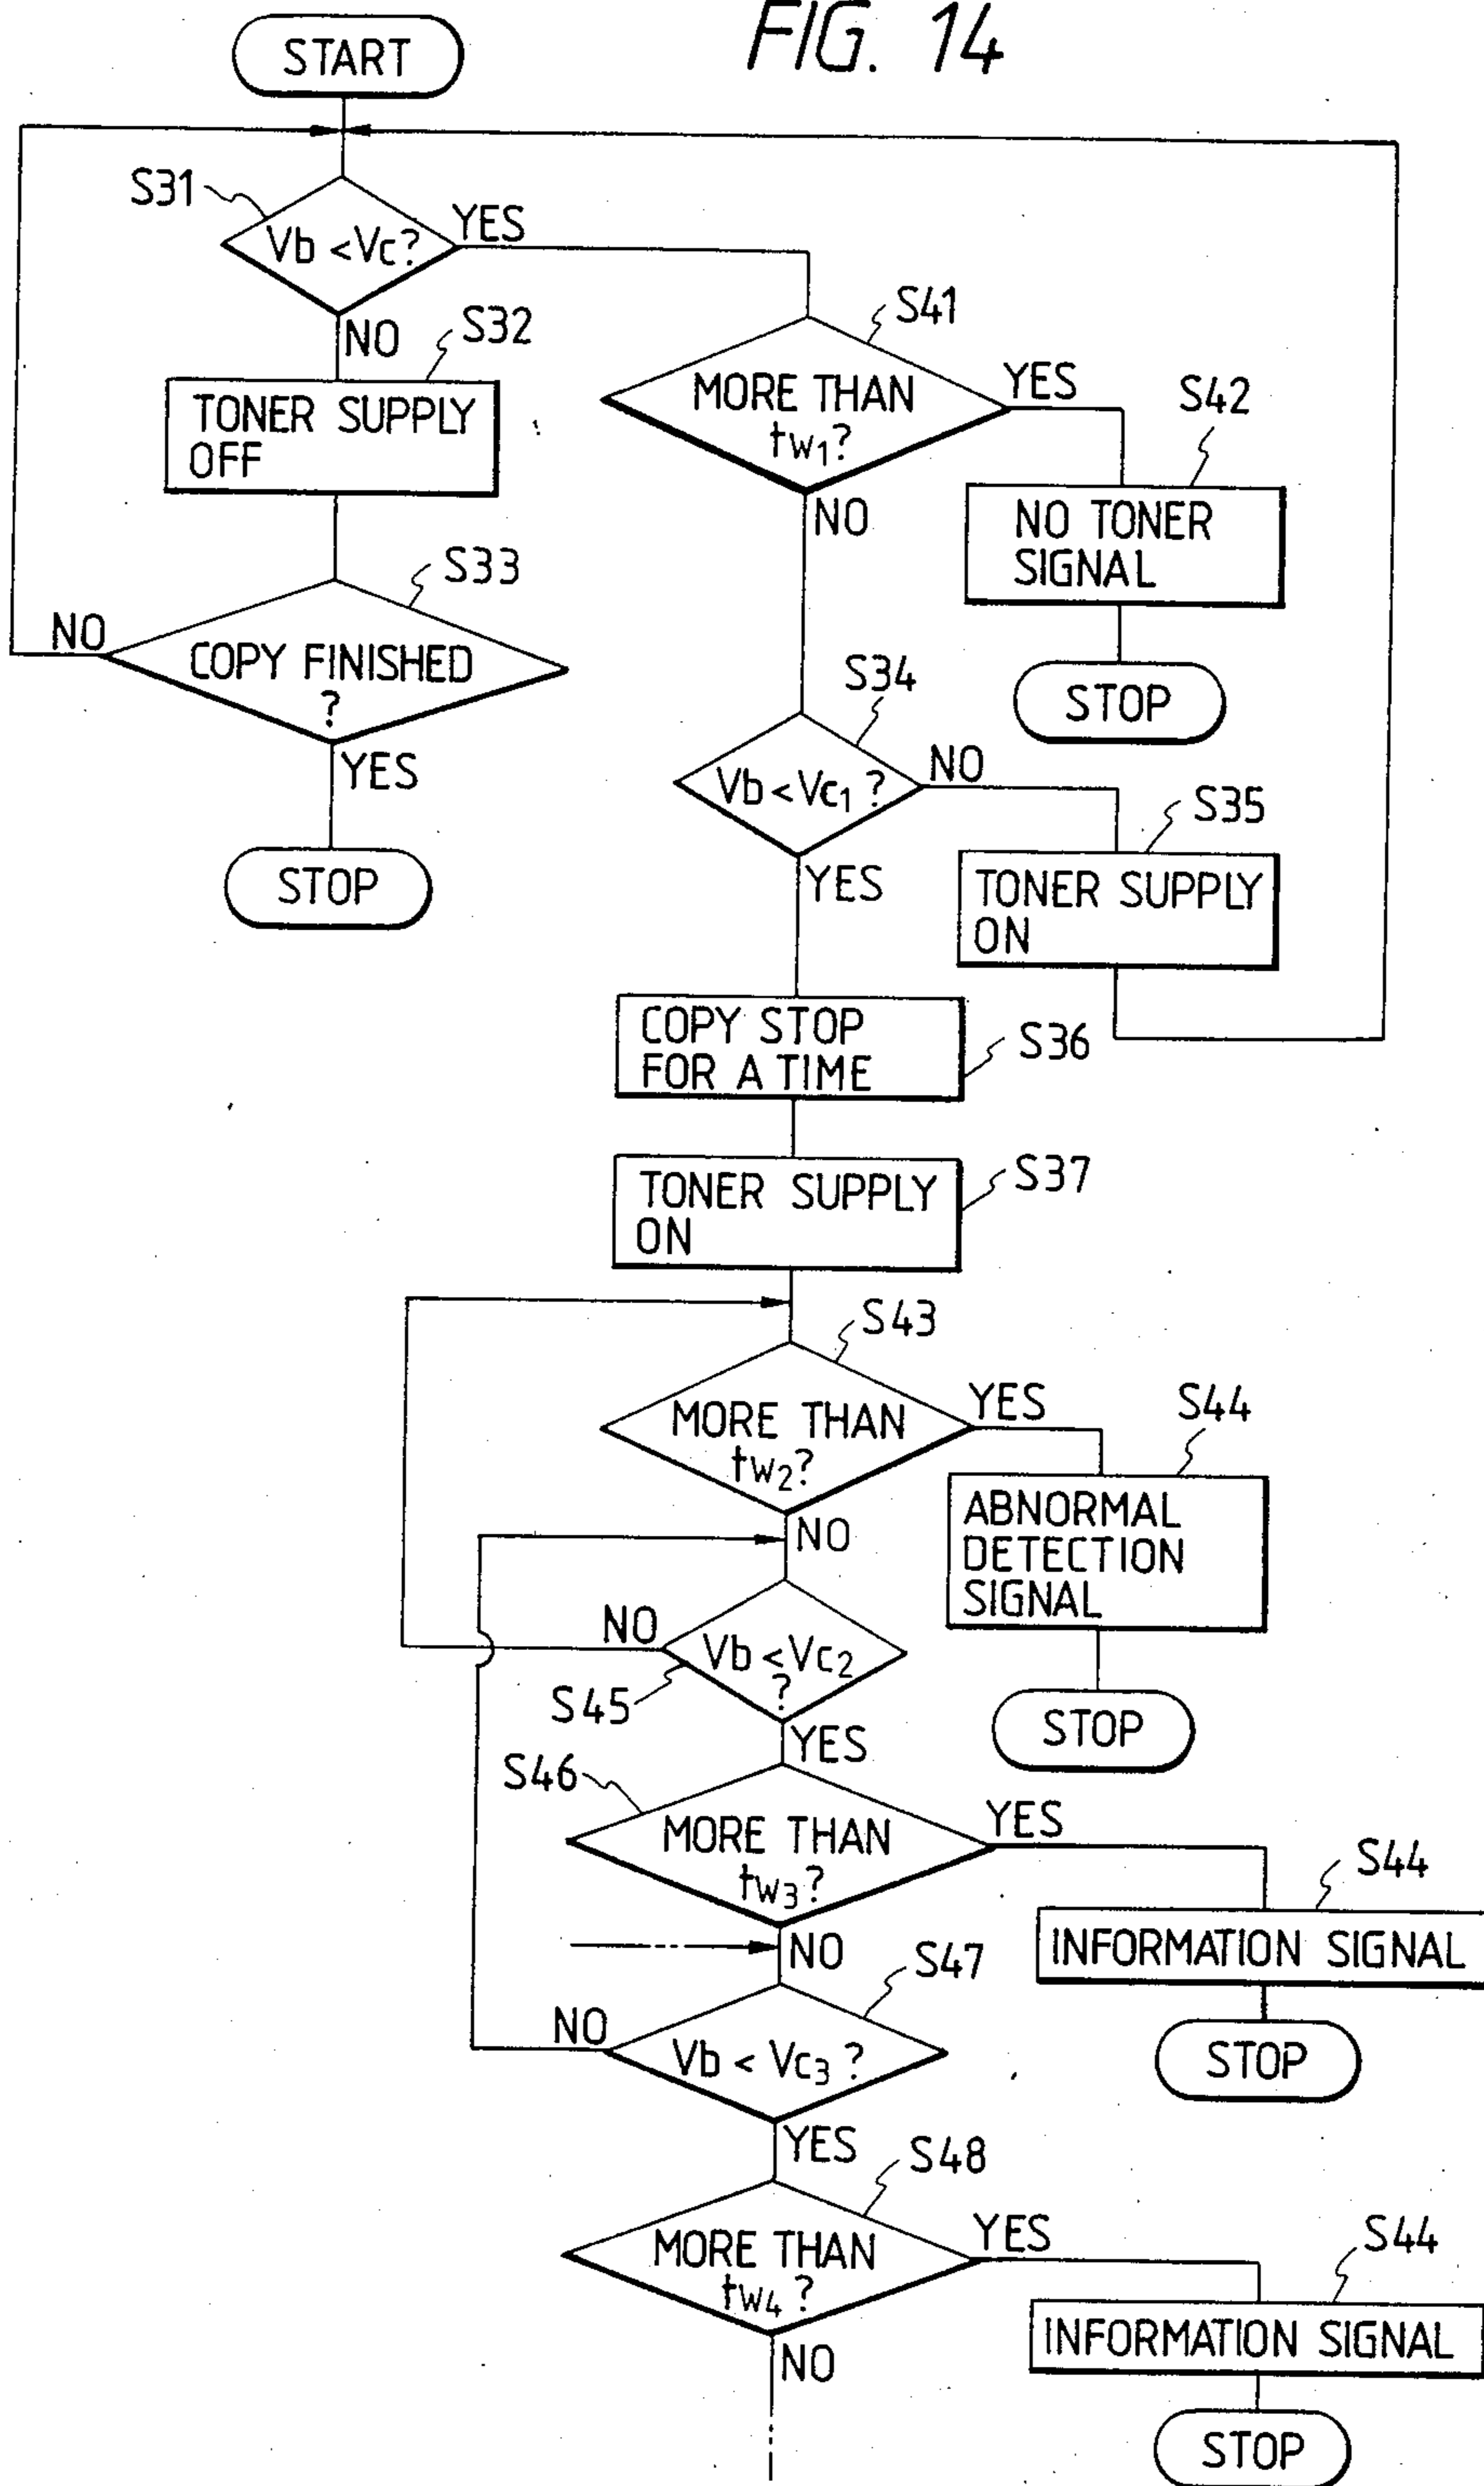 FIG. 14
START
S31
Vb < Vc?
YES
NO
S32
TONER SUPPLY
OFF
S33
COPY FINISHED
?
NO
YES
STOP
S41
MORE THAN
tw1?
YES
NO
S42
NO TONER
SIGNAL
STOP
S34
Vb < Vc1 ?
NO
YES
S35
TONER SUPPLY
ON
COPY STOP
FOR A TIME
S36
TONER SUPPLY
ON
S37
S43
MORE THAN
tw2?
YES
NO
S44
ABNORMAL
DETECTION
SIGNAL
STOP
NO
Vb < Vc2
?
S45
YES
S46
MORE THAN
tw3?
YES
NO
S44
INFORMATION SIGNAL
STOP
S47
NO
Vb < Vc3 ?
YES
S48
MORE THAN
tw4 ?
YES
NO
S44
INFORMATION SIGNAL
STOP